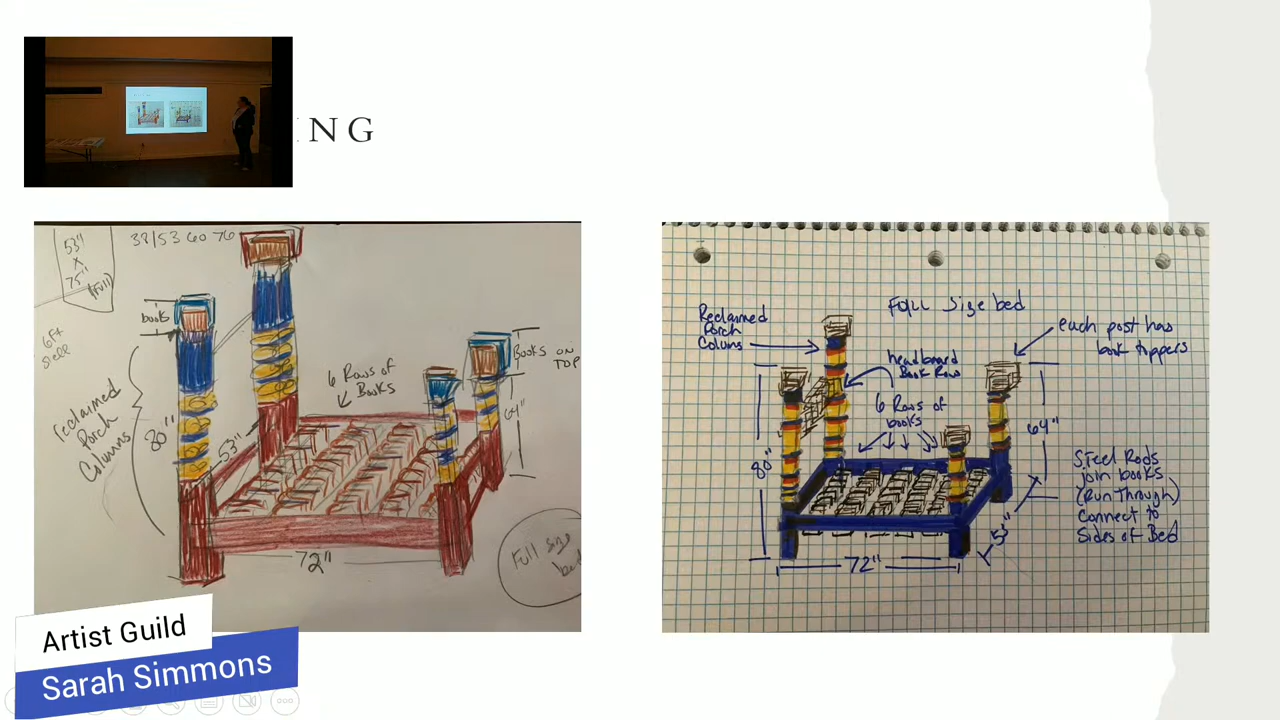 NG
53"
X
75"
(full)
38/53 60 76
books
6ft
Reclaimed
Porch
Columns
80"
53"
6 Rows of
Books
Books on
TOP
64"
72"
Full size
bed
Full Size bed
Reclaimed
Porch
Colums
each post has
book toppers
headboard
Book Row
6 Rows of
books
80"
64"
Steel Rods
join books
(Run Through)
Connect to
Sides of Bed
53"
72"
Artist Guild
Sarah Simmons